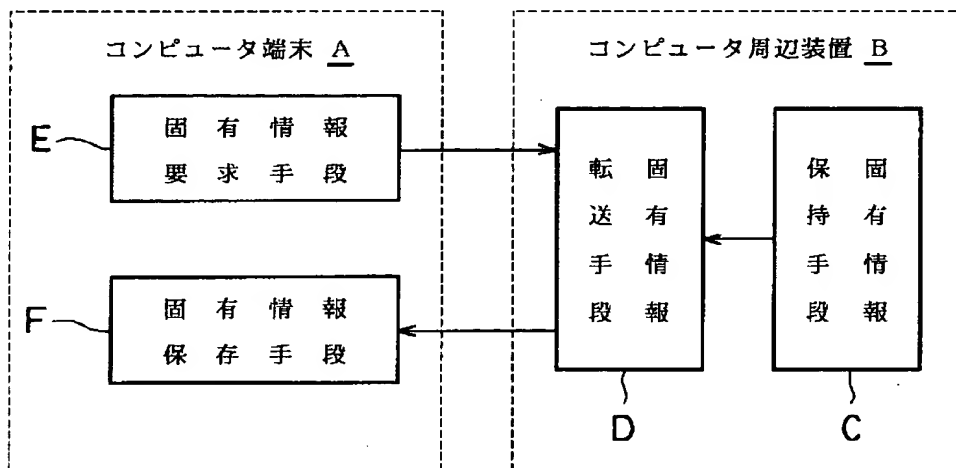 コンピュータ端末 A
コンピュータ周辺装置 B
E
固有情報
要求手段
固有情報
転送手段
固有情報
保持手段
F
固有情報
保存手段
D
C